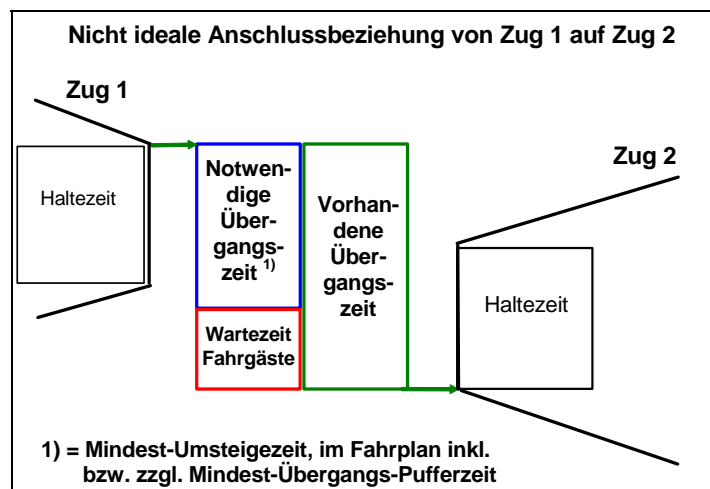 Nicht ideale Anschlussbeziehung von Zug 1 auf Zug 2
Zug 1
Zug 2
Haltezeit
Notwen-
dige
Über-
gangs-
zeit 1)
Wartezeit
Fahrgäste
Vorhan-
dene
Über-
gangs-
zeit
Haltezeit
1) = Mindest-Umsteigezeit, im Fahrplan inkl.
bzw. zzgl. Mindest-Übergangs-Pufferzeit